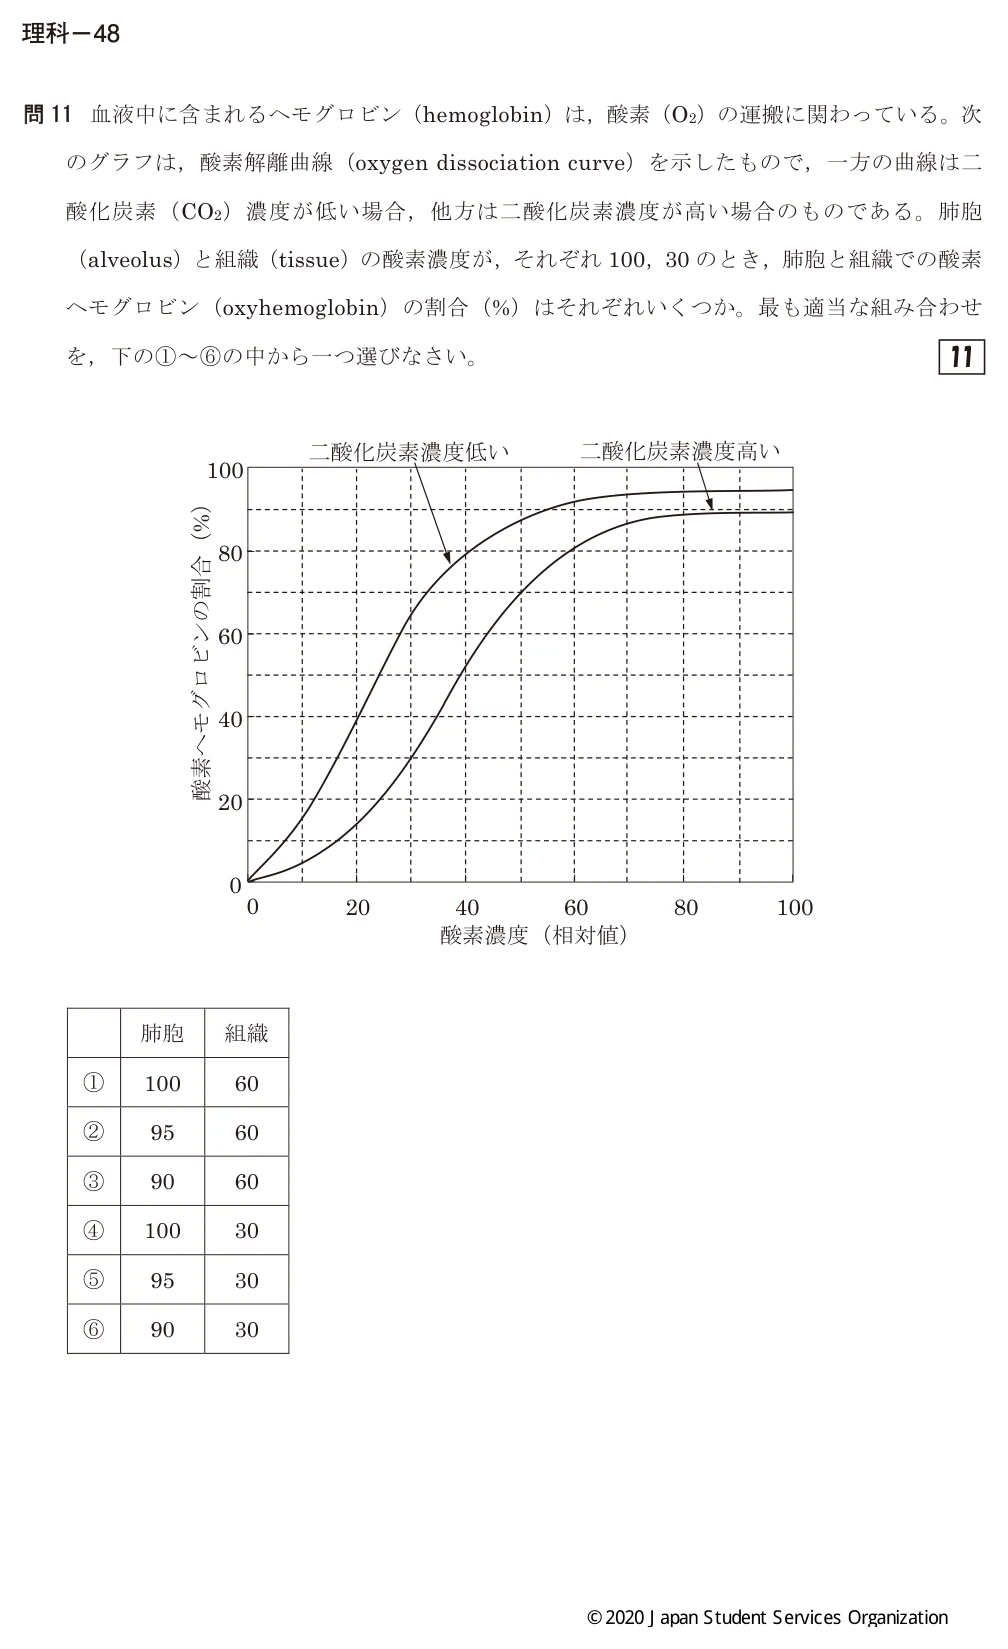 理科－48
問 11 血液中に含まれるヘモグロビン（hemoglobin）は，酸素（O₂）の運搬に関わっている。次
のグラフは，酸素解離曲線（oxygen dissociation curve）を示したもので，一方の曲線は二
酸化炭素（CO₂）濃度が低い場合，他方は二酸化炭素濃度が高い場合のものである。肺胞
（alveolus）と組織（tissue）の酸素濃度が，それぞれ 100，30 のとき，肺胞と組織での酸素
ヘモグロビン（oxyhemoglobin）の割合（%）はそれぞれいくつか。最も適当な組み合わせ
を，下の①～⑥の中から一つ選びなさい。 11
二酸化炭素濃度低い 二酸化炭素濃度高い
酸素ヘモグロビンの割合（%）
100
80
60
40
20
0
0 20 40 60 80 100
酸素濃度（相対値）
肺胞 組織
① 100 60
② 95 60
③ 90 60
④ 100 30
⑤ 95 30
⑥ 90 30
© 2020 Japan Student Services Organization